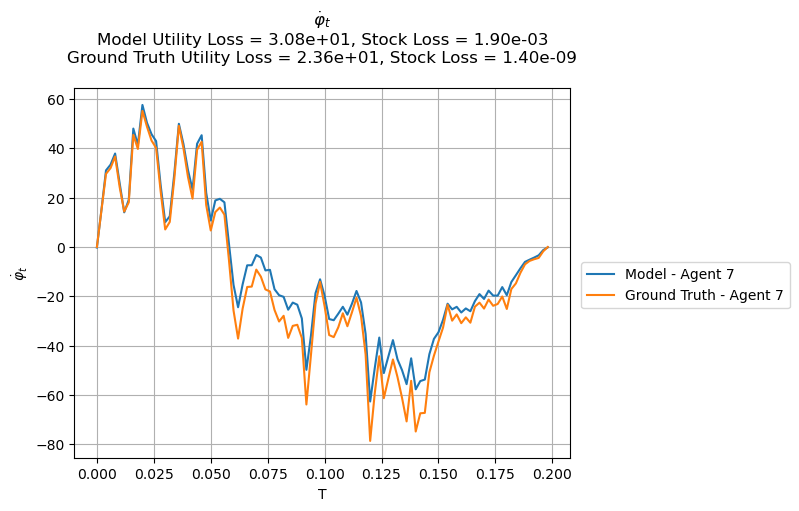 φ̇ₜ
Model Utility Loss = 3.08e+01, Stock Loss = 1.90e-03
Ground Truth Utility Loss = 2.36e+01, Stock Loss = 1.40e-09
φ̇ₜ
60
40
20
0
−20
−40
−60
−80
0.000 0.025 0.050 0.075 0.100 0.125 0.150 0.175 0.200
T
Model - Agent 7
Ground Truth - Agent 7